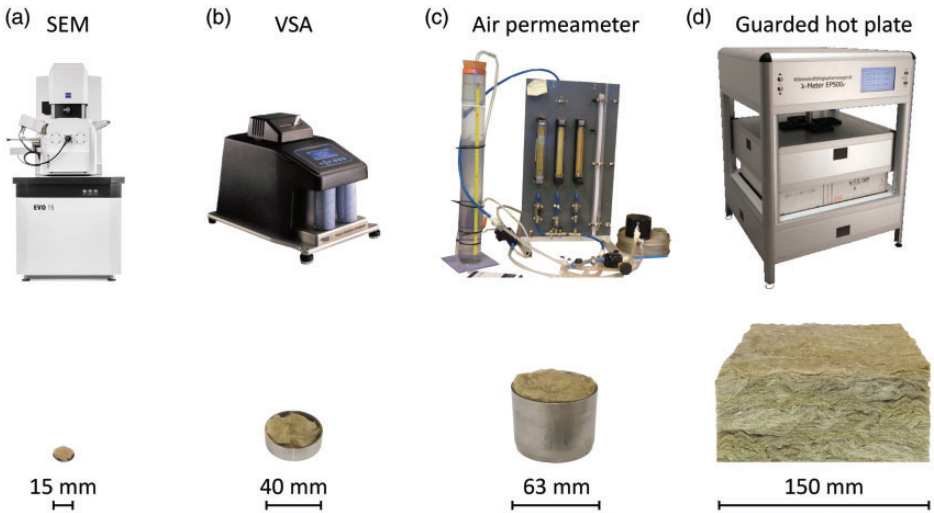 (a) SEM
(b) VSA
(c) Air permeameter
(d) Guarded hot plate
λ-Meter EP500e
EVO 15
15 mm
40 mm
63 mm
150 mm